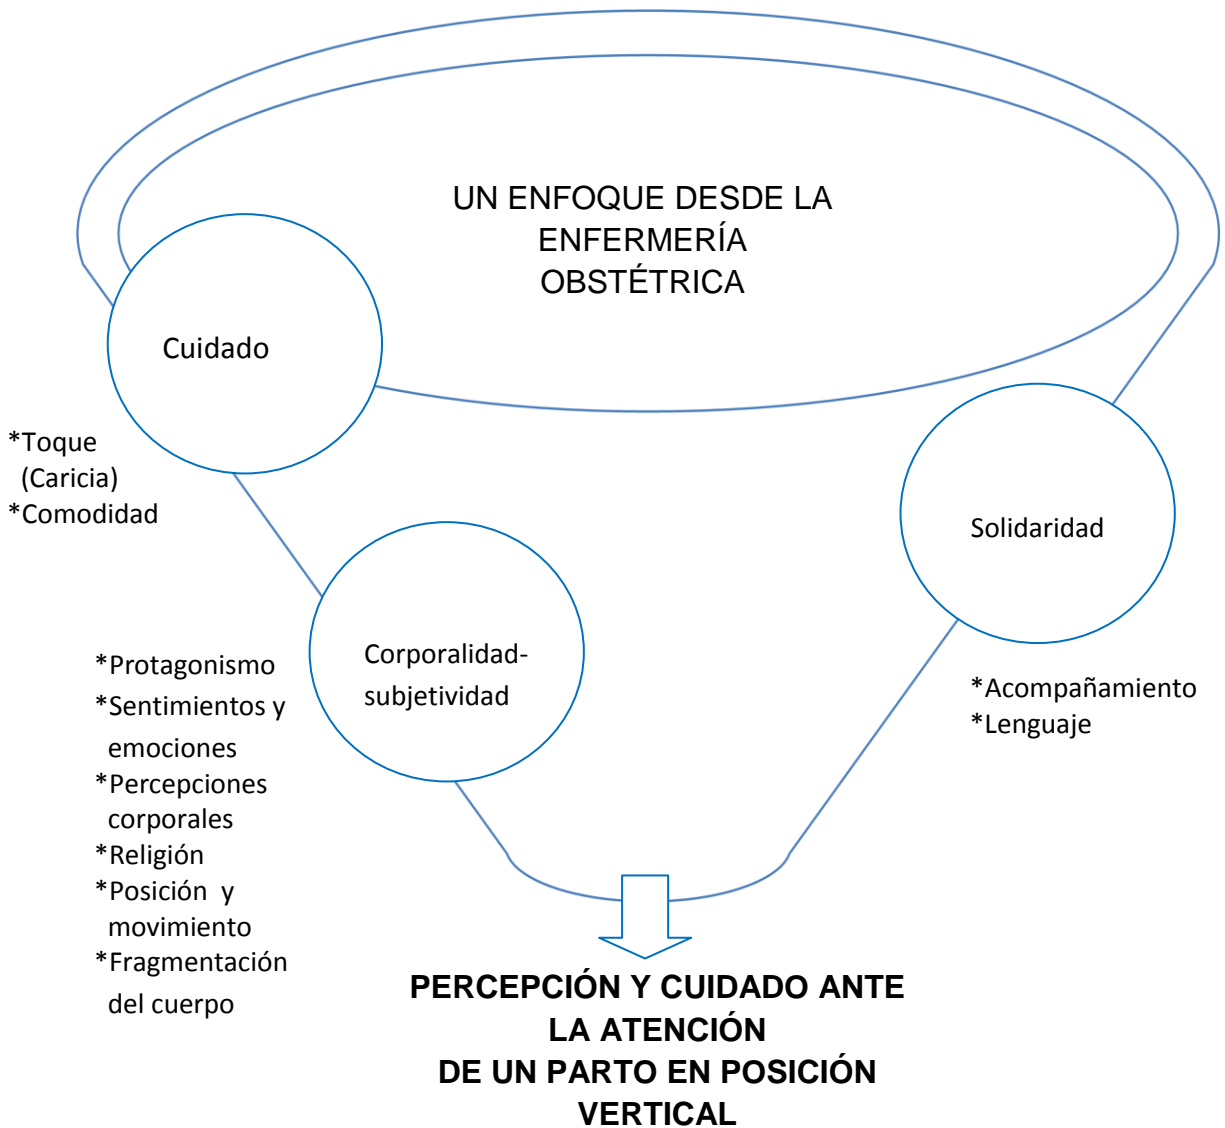 UN ENFOQUE DESDE LA
ENFERMERÍA
OBSTÉTRICA
Cuidado
*Toque
(Caricia)
*Comodidad
Solidaridad
*Acompañamiento
*Lenguaje
Corporalidad-
subjetividad
*Protagonismo
*Sentimientos y
emociones
*Percepciones
corporales
*Religión
*Posición y
movimiento
*Fragmentación
del cuerpo
PERCEPCIÓN Y CUIDADO ANTE
LA ATENCIÓN
DE UN PARTO EN POSICIÓN
VERTICAL